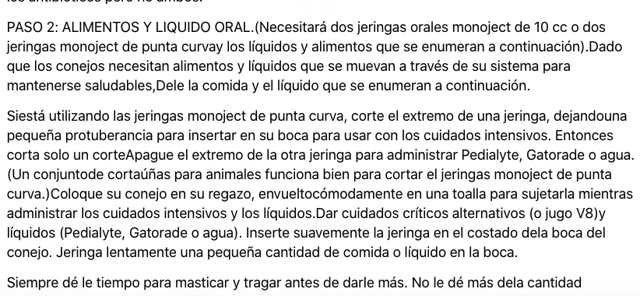 PASO 2: ALIMENTOS Y LIQUIDO ORAL.(Necesitará dos jeringas orales monoject de 10 cc o dos
jeringas monoject de punta curvay los líquidos y alimentos que se enumeran a continuación).Dado
que los conejos necesitan alimentos y líquidos que se muevan a través de su sistema para
mantenerse saludables,Dele la comida y el líquido que se enumeran a continuación.
Siestá utilizando las jeringas monoject de punta curva, corte el extremo de una jeringa, dejandouna
pequeña protuberancia para insertar en su boca para usar con los cuidados intensivos. Entonces
corta solo un corteApague el extremo de la otra jeringa para administrar Pedialyte, Gatorade o agua.
(Un conjuntode cortaúñas para animales funciona bien para cortar el jeringas monoject de punta
curva.)Coloque su conejo en su regazo, envueltocómodamente en una toalla para sujetarla mientras
administrar los cuidados intensivos y los líquidos.Dar cuidados críticos alternativos (o jugo V8)y
líquidos (Pedialyte, Gatorade o agua). Inserte suavemente la jeringa en el costado dela boca del
conejo. Jeringa lentamente una pequeña cantidad de comida o líquido en la boca.
Siempre dé le tiempo para masticar y tragar antes de darle más. No le dé más dela cantidad